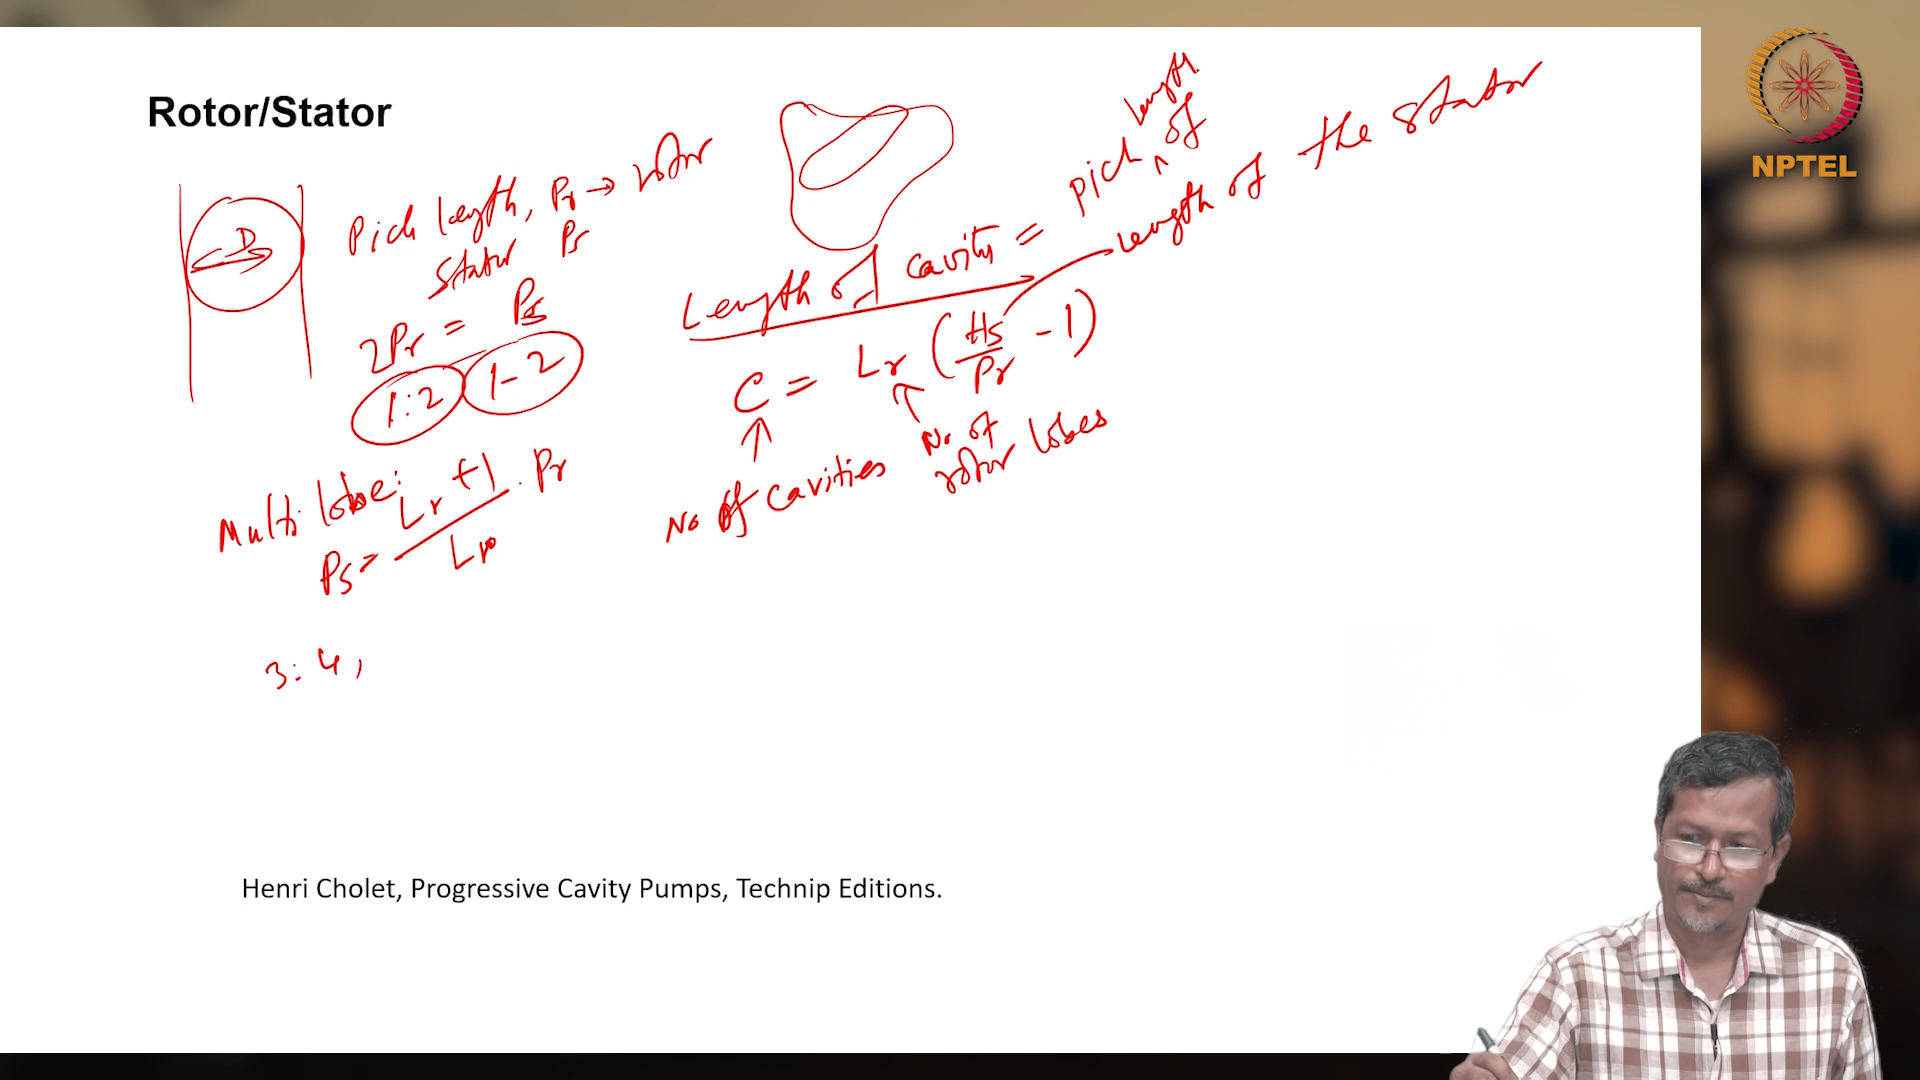 Rotor/Stator
NPTEL
D
Pich length, Pr → rotor
Stator Ps
2Pr = Ps
1:2 1-2
Multi lobe:
Ps = Lr + 1 / Lr . Pr
3:4,
Length of cavity = pich length of
length of the stator
C = Lr (Hs/Pr - 1)
No of cavities
No. of
rotor lobes
Henri Cholet, Progressive Cavity Pumps, Technip Editions.